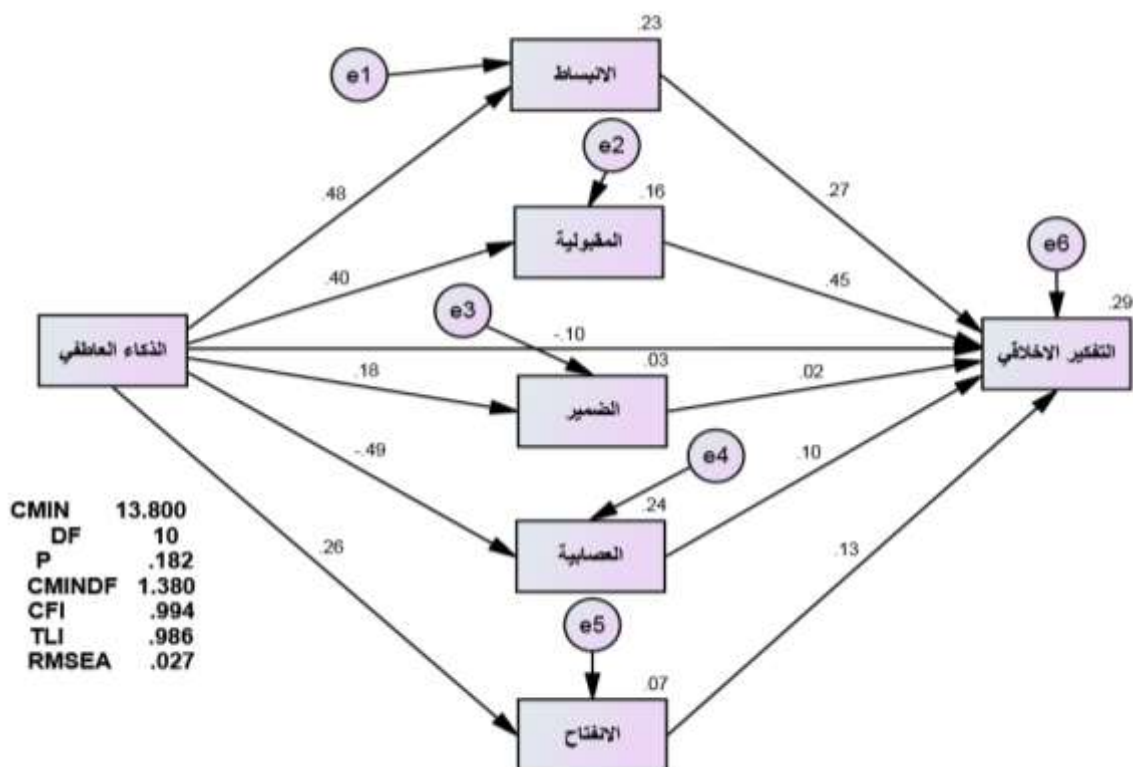 .23
الانبساط
e1
e2
.48
.27
.16
المقبولية
e6
.40
.45
e3
.29
الذكاء العاطفي
-.10
التفكير الاخلاقي
.18
.03
.02
الضمير
e4
-.49
.10
.24
العصابية
CMIN 13.800
DF 10
P .182
CMINDF 1.380
CFI .994
TLI .986
RMSEA .027
.26
.13
e5
.07
الانفتاح